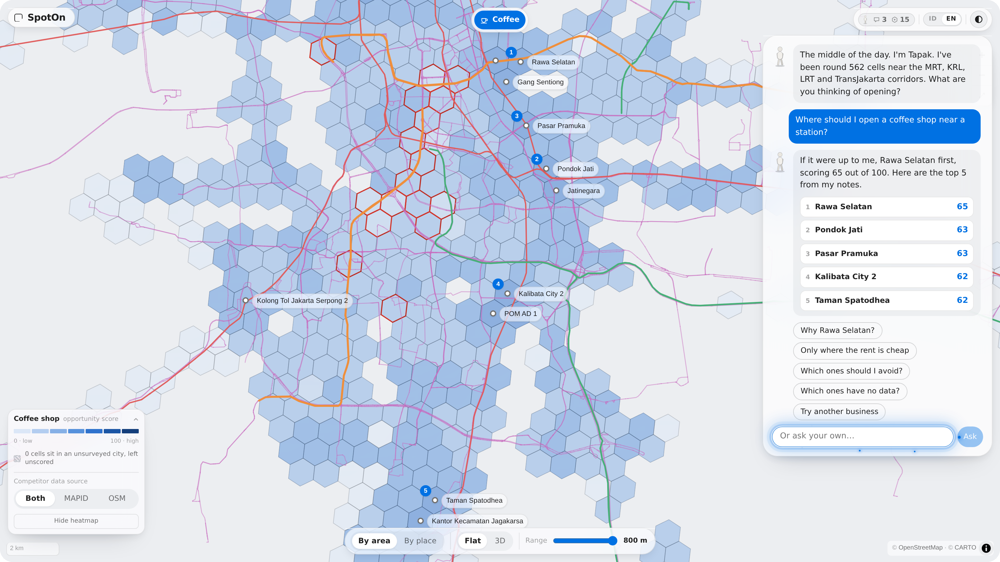 SpotOn
Coffee
3 15
ID EN
1
Rawa Selatan
Gang Sentiong
3
Pasar Pramuka
2
Pondok Jati
Jatinegara
4
Kalibata City 2
Kolong Tol Jakarta Serpong 2
POM AD 1
5
Taman Spatodhea
Kantor Kecamatan Jagakarsa
The middle of the day. I'm Tapak. I've
been round 562 cells near the MRT, KRL,
LRT and TransJakarta corridors. What are
you thinking of opening?
Where should I open a coffee shop near a
station?
If it were up to me, Rawa Selatan first,
scoring 65 out of 100. Here are the top 5
from my notes.
1 Rawa Selatan 65
2 Pondok Jati 63
3 Pasar Pramuka 63
4 Kalibata City 2 62
5 Taman Spatodhea 62
Why Rawa Selatan?
Only where the rent is cheap
Which ones should I avoid?
Which ones have no data?
Try another business
Or ask your own...
Ask
Coffee shop opportunity score
0 · low 100 · high
0 cells sit in an unsurveyed city, left
unscored
Competitor data source
Both MAPID OSM
Hide heatmap
2 km
By area By place Flat 3D Range 800 m
© OpenStreetMap · © CARTO